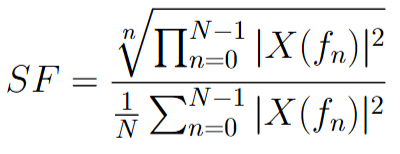 SF = \frac{\sqrt[n]{\prod_{n=0}^{N-1} |X(f_n)|^2}}{\frac{1}{N} \sum_{n=0}^{N-1} |X(f_n)|^2}